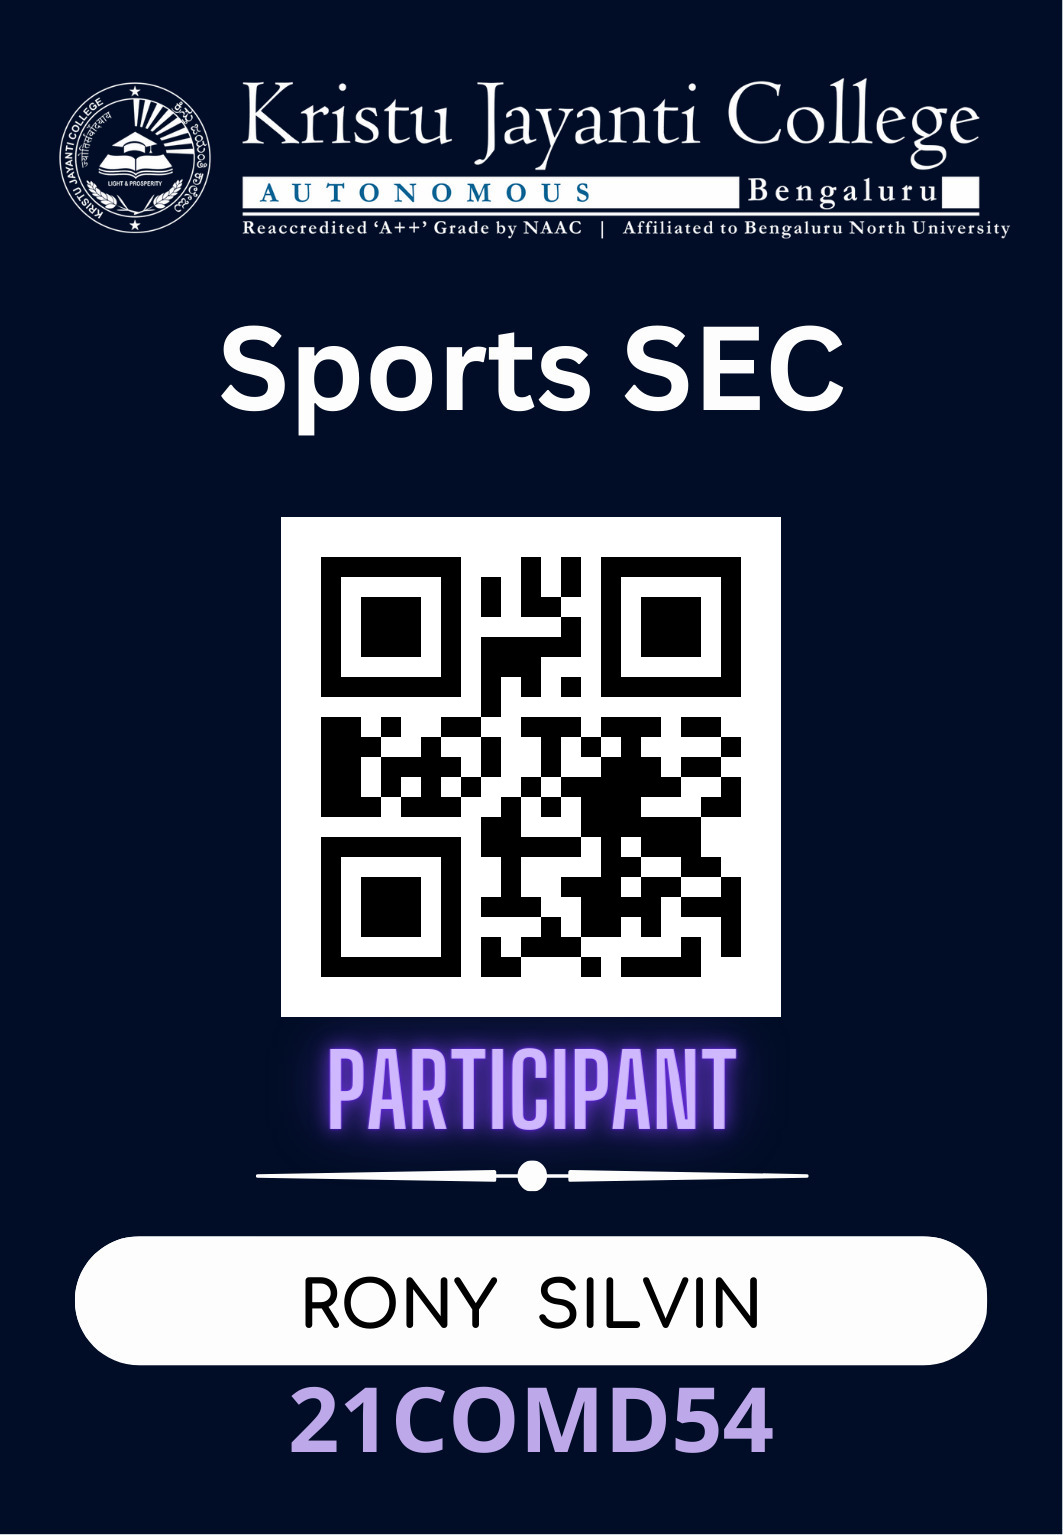 KRISTU JAYANTI COLLEGE
ಕ್ರಿಸ್ತು ಜಯಂತಿ ಕಾಲೇಜು
LIGHT & PROSPERITY
Kristu Jayanti College
AUTONOMOUS Bengaluru
Reaccredited ‘A++’ Grade by NAAC | Affiliated to Bengaluru North University
Sports SEC
PARTICIPANT
RONY SILVIN
21COMD54